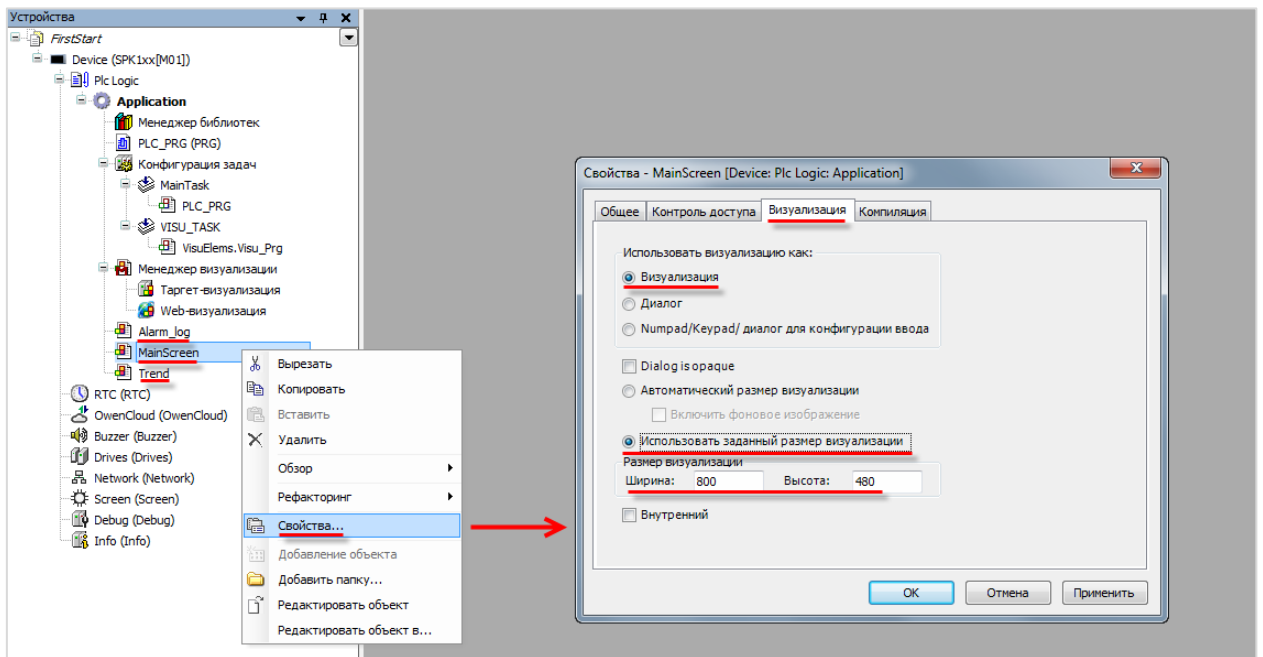 Устройства
FirstStart
Device (SPK1xx[M01])
Plc Logic
Application
Менеджер библиотек
PLC_PRG (PRG)
Конфигурация задач
MainTask
PLC_PRG
VISU_TASK
VisuElems.Visu_Prg
Менеджер визуализации
Таргет-визуализация
Web-визуализация
Alarm_log
MainScreen
Trend
RTC (RTC)
OwenCloud (OwenCloud)
Buzzer (Buzzer)
Drives (Drives)
Network (Network)
Screen (Screen)
Debug (Debug)
Info (Info)
Вырезать
Копировать
Вставить
Удалить
Обзор
Рефакторинг
Свойства...
Добавление объекта
Добавить папку...
Редактировать объект
Редактировать объект в...
Свойства - MainScreen [Device: Plc Logic: Application]
Общее Контроль доступа Визуализация Компиляция
Использовать визуализацию как:
Визуализация
Диалог
Numpad/Keypad/ диалог для конфигурации ввода
Dialog is opaque
Автоматический размер визуализации
Включить фоновое изображение
Использовать заданный размер визуализации
Размер визуализации
Ширина: 800 Высота: 480
Внутренний
OK Отмена Применить